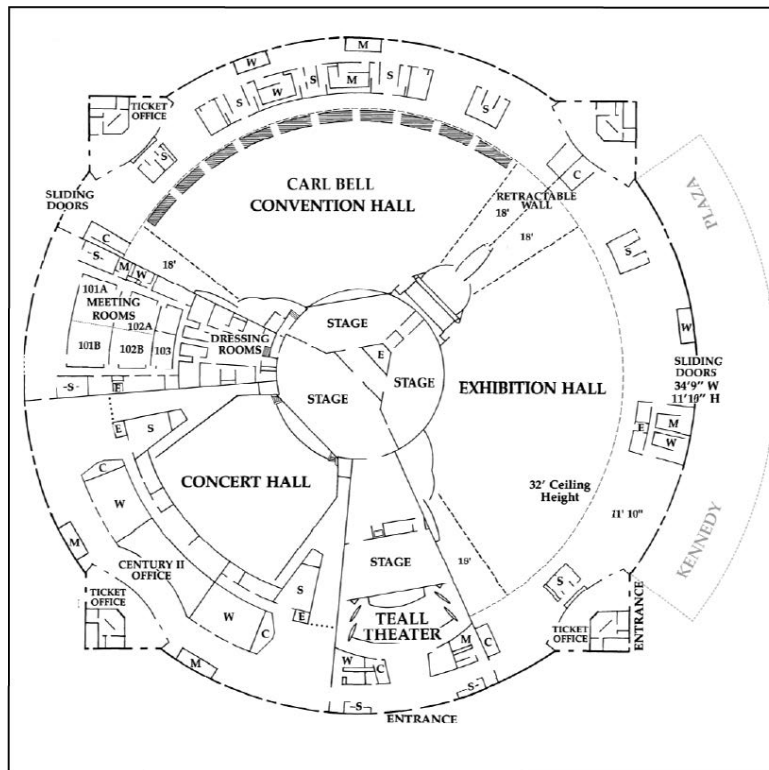 M
W
S
W
S
M
S
S
TICKET
OFFICE
S
SLIDING
DOORS
CARL BELL
CONVENTION HALL
RETRACTABLE
WALL
C
18'
18'
PLAZA
S
C
-S-
M
W
18'
101A
MEETING
ROOMS
102A
101B
102B
103
DRESSING
ROOMS
STAGE
E
STAGE
STAGE
EXHIBITION HALL
W
SLIDING
DOORS
34'9" W
11'10" H
-S-
E
E
S
E
M
W
C
W
CONCERT HALL
32' Ceiling
Height
11' 10"
KENNEDY
M
CENTURY II
OFFICE
STAGE
18'
S
S
TICKET
OFFICE
W
E
C
TEALL
THEATER
M
C
W
C
TICKET
OFFICE
ENTRANCE
M
-S-
-S-
ENTRANCE